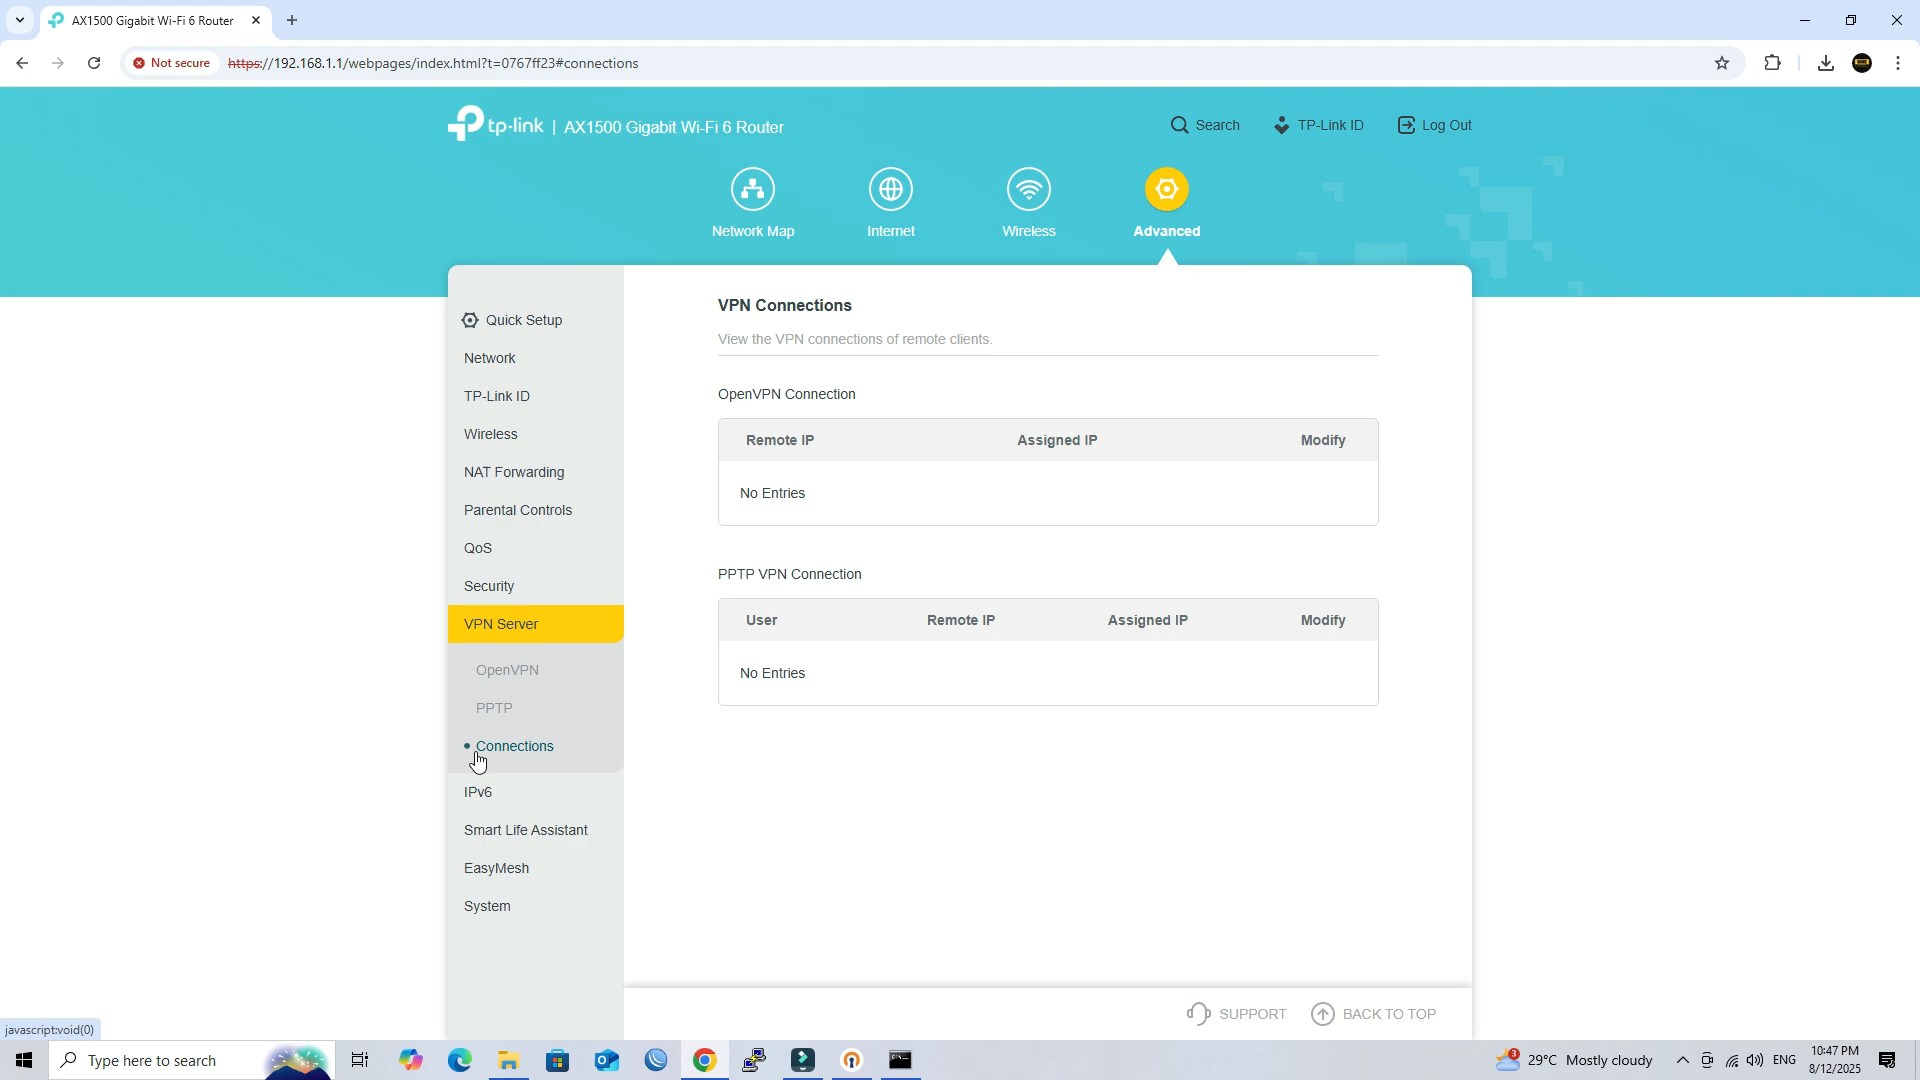 AX1500 Gigabit Wi-Fi 6 Router
Not secure
https://192.168.1.1/webpages/index.html?t=0767ff23#connections
tp-link | AX1500 Gigabit Wi-Fi 6 Router
Search
TP-Link ID
Log Out
Network Map
Internet
Wireless
Advanced
Quick Setup
Network
TP-Link ID
Wireless
NAT Forwarding
Parental Controls
QoS
Security
VPN Server
OpenVPN
PPTP
Connections
IPv6
Smart Life Assistant
EasyMesh
System
VPN Connections
View the VPN connections of remote clients.
OpenVPN Connection
Remote IP Assigned IP Modify
No Entries
PPTP VPN Connection
User Remote IP Assigned IP Modify
No Entries
SUPPORT
BACK TO TOP
javascript:void(0)
Type here to search
3
29°C Mostly cloudy
ENG
10:47 PM
8/12/2025